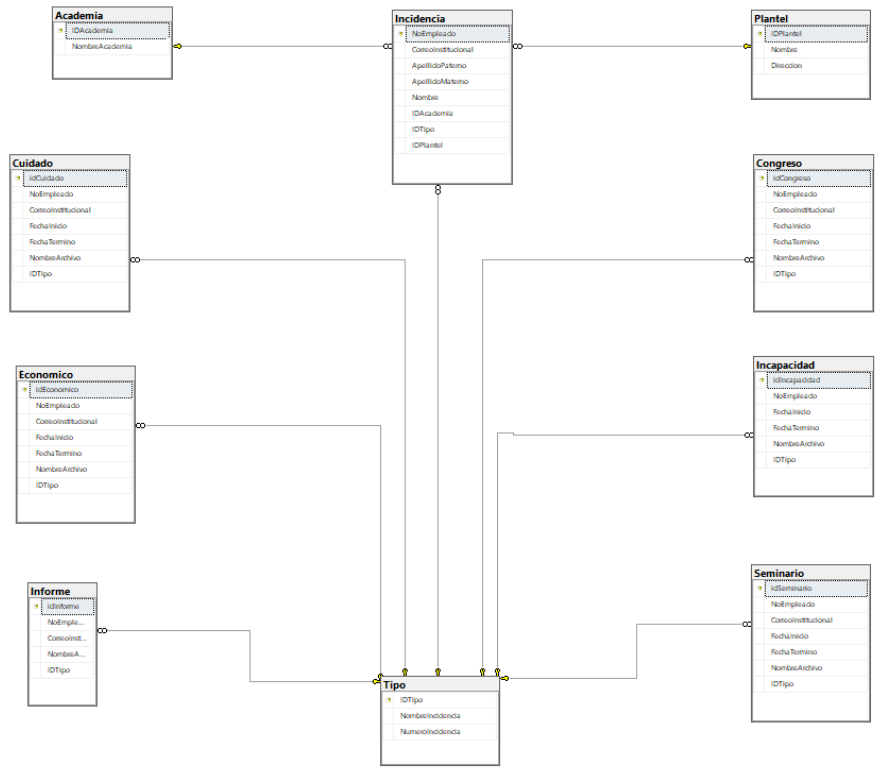 Academia
IDAcademia
NombreAcademia
Incidencia
NoEmpleado
CorreoInstitucional
ApellidoPaterno
ApellidoMaterno
Nombre
IDAcademia
IDTipo
IDPlantel
Plantel
IDPlantel
Nombre
Direccion
Cuidado
idCuidado
NoEmpleado
CorreoInstitucional
FechaInicio
FechaTermino
NombreArchivo
IDTipo
Congreso
idCongreso
NoEmpleado
CorreoInstitucional
FechaInicio
FechaTermino
NombreArchivo
IDTipo
Economico
idEconomico
NoEmpleado
CorreoInstitucional
FechaInicio
FechaTermino
NombreArchivo
IDTipo
Incapacidad
idIncapacidad
NoEmpleado
FechaInicio
FechaTermino
NombreArchivo
IDTipo
Informe
idInforme
NoEmple...
CorreoInst...
NombreA...
IDTipo
Seminario
idSeminario
NoEmpleado
CorreoInstitucional
FechaInicio
FechaTermino
NombreArchivo
IDTipo
Tipo
IDTipo
NombreIncidencia
NumeroIncidencia